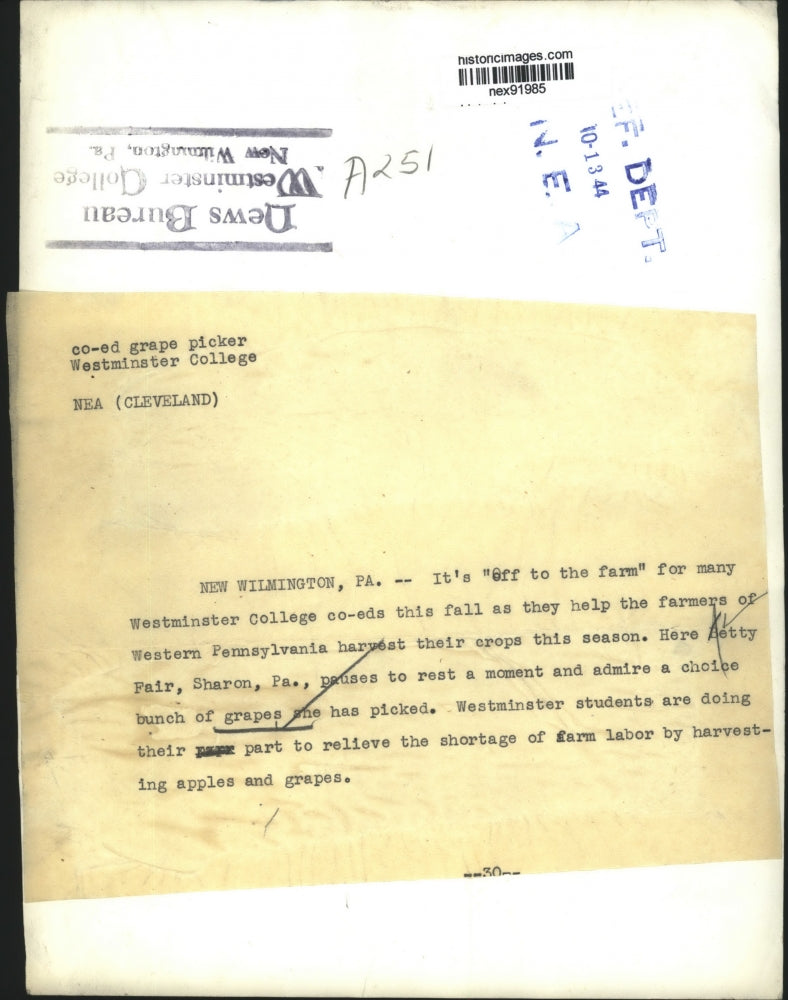 historicimages.com
nex91985
EF. DEPT.
10-13 44
N. E. A
News Bureau
Westminster College
New Wilmington, Pa.
A251
co-ed grape picker
Westminster College
NEA (CLEVELAND)
NEW WILMINGTON, PA. -- It's "Off to the farm" for many
Westminster College co-eds this fall as they help the farmers of
Western Pennsylvania harvest their crops this season. Here Betty
Fair, Sharon, Pa., pauses to rest a moment and admire a choice
bunch of grapes she has picked. Westminster students are doing
their part to relieve the shortage of farm labor by harvest-
ing apples and grapes.
--30--